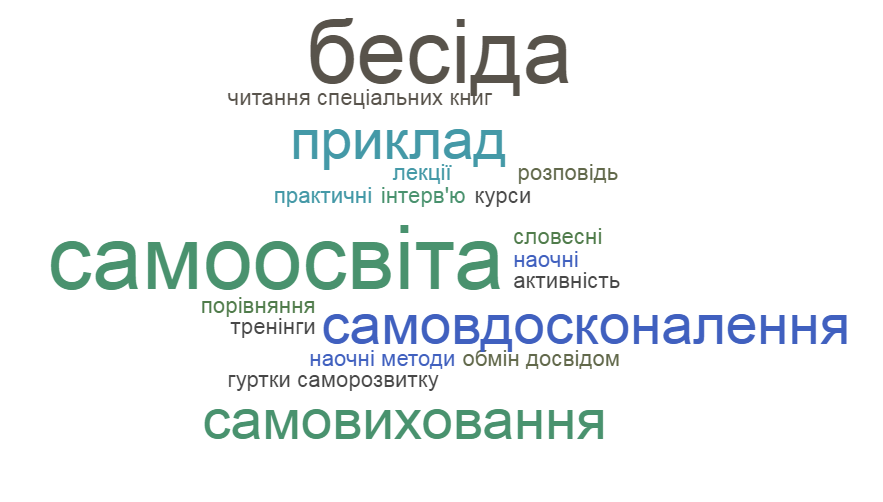 бесіда
читання спеціальних книг
приклад
лекції розповідь
практичні інтерв'ю курси
самоосвіта
словесні
наочні
активність
порівняння
тренінги
самовдосконалення
наочні методи обмін досвідом
гуртки саморозвитку
самовиховання